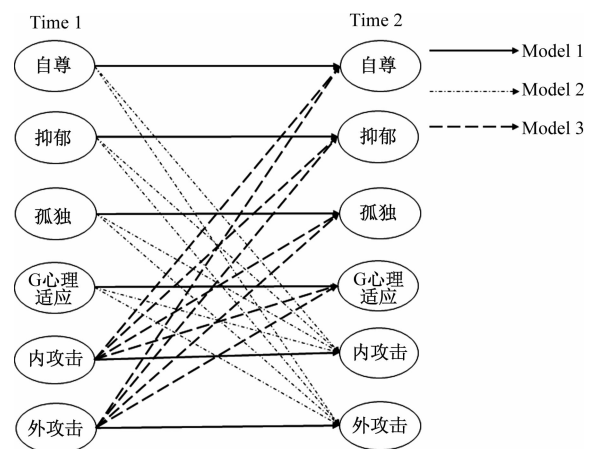 Time 1
Time 2
自尊
自尊
Model 1
Model 2
抑郁
抑郁
Model 3
孤独
孤独
G心理
适应
G心理
适应
内攻击
内攻击
外攻击
外攻击